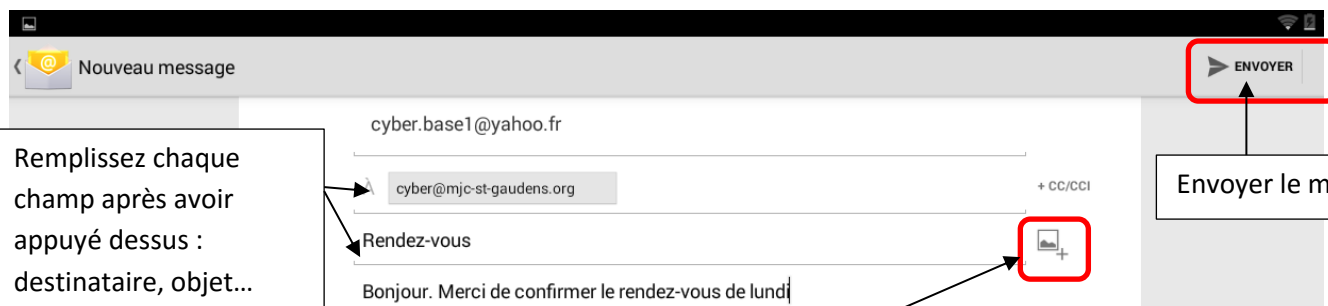 Nouveau message
ENVOYER
cyber.base1@yahoo.fr
Remplissez chaque
champ après avoir
appuyé dessus :
destinataire, objet…
À cyber@mjc-st-gaudens.org
+ CC/CCI
Envoyer le m
Rendez-vous
Bonjour. Merci de confirmer le rendez-vous de lundi